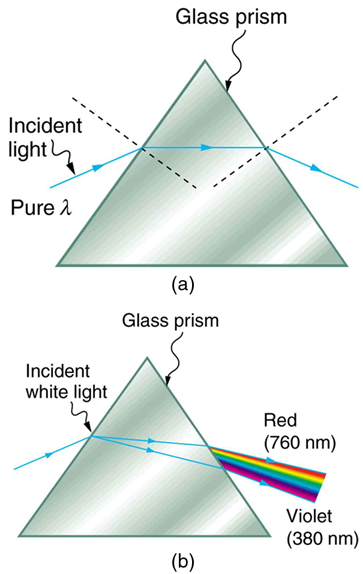 Glass prism
Incident
light
Pure λ
(a)
Glass prism
Incident
white light
Red
(760 nm)
Violet
(380 nm)
(b)